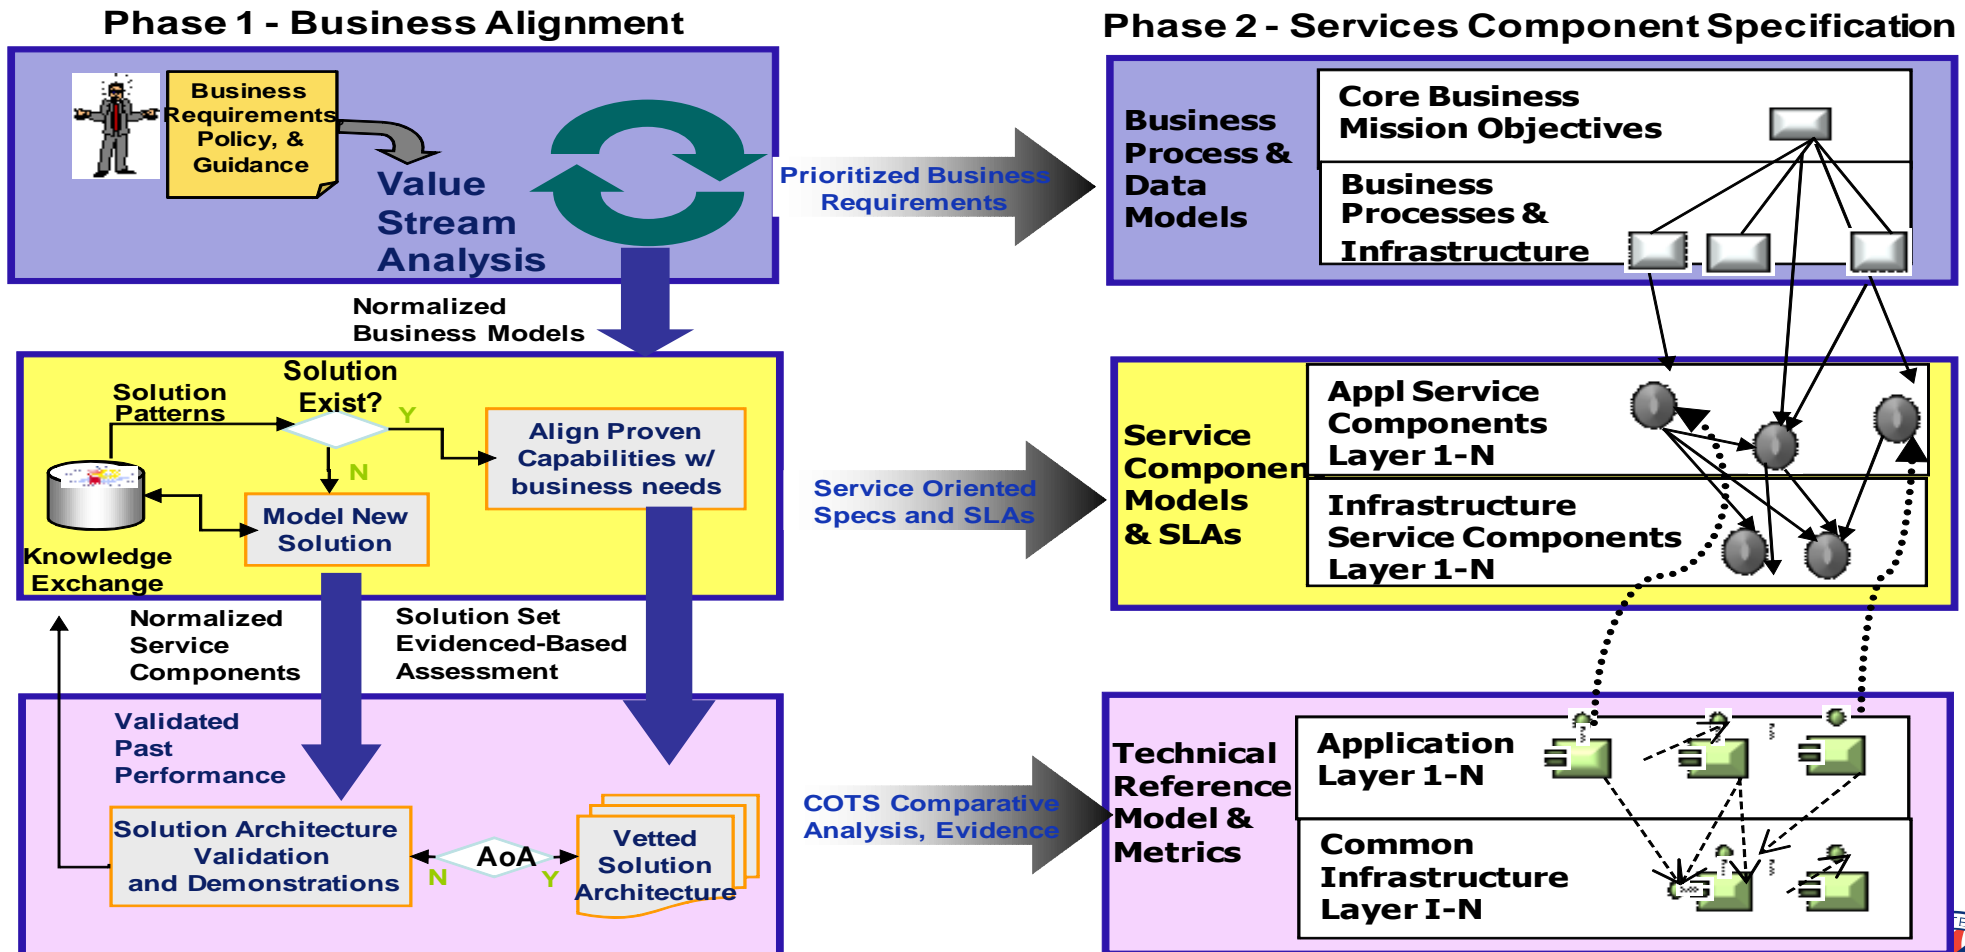 Phase 1 - Business Alignment
Phase 2 - Services Component Specification
Business
Requirements
Policy, &
Guidance
Value
Stream
Analysis
Prioritized Business
Requirements
Business
Process &
Data
Models
Core Business
Mission Objectives
Business
Processes &
Infrastructure
Normalized
Business Models
Solution
Patterns
Solution
Exist?
Y
N
Align Proven
Capabilities w/
business needs
Model New
Solution
Knowledge
Exchange
Service Oriented
Specs and SLAs
Service
Componen
Models
& SLAs
Appl Service
Components
Layer 1-N
Infrastructure
Service Components
Layer 1-N
Normalized
Service
Components
Solution Set
Evidenced-Based
Assessment
Validated
Past
Performance
Solution Architecture
Validation
and Demonstrations
AoA
N
Y
Vetted
Solution
Architecture
COTS Comparative
Analysis, Evidence
Technical
Reference
Model &
Metrics
Application
Layer 1-N
Common
Infrastructure
Layer I-N